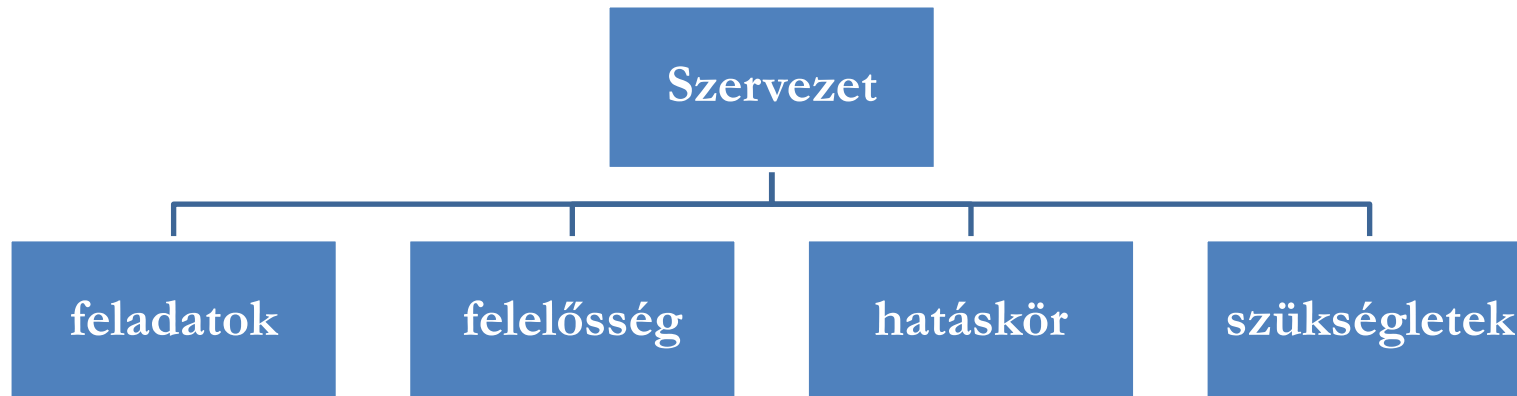 Szervezet
feladatok
felelősség
hatáskör
szükségletek